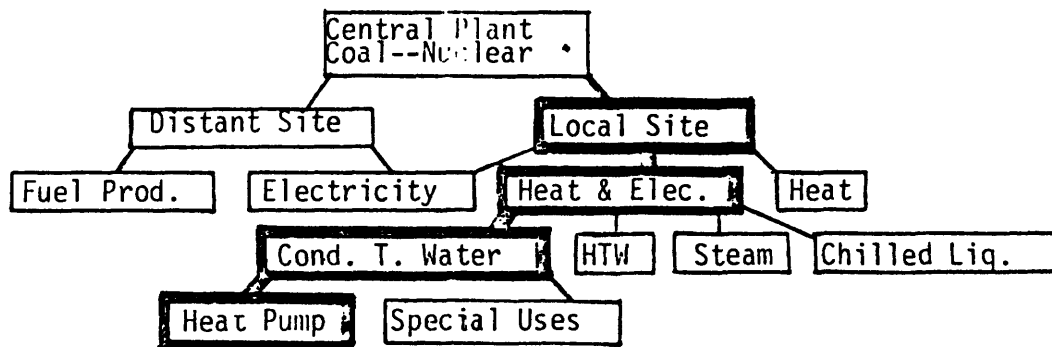 Central Plant
Coal--Nuclear
Distant Site
Local Site
Fuel Prod.
Electricity
Heat & Elec.
Heat
Cond. T. Water
HTW
Steam
Chilled Liq.
Heat Pump
Special Uses